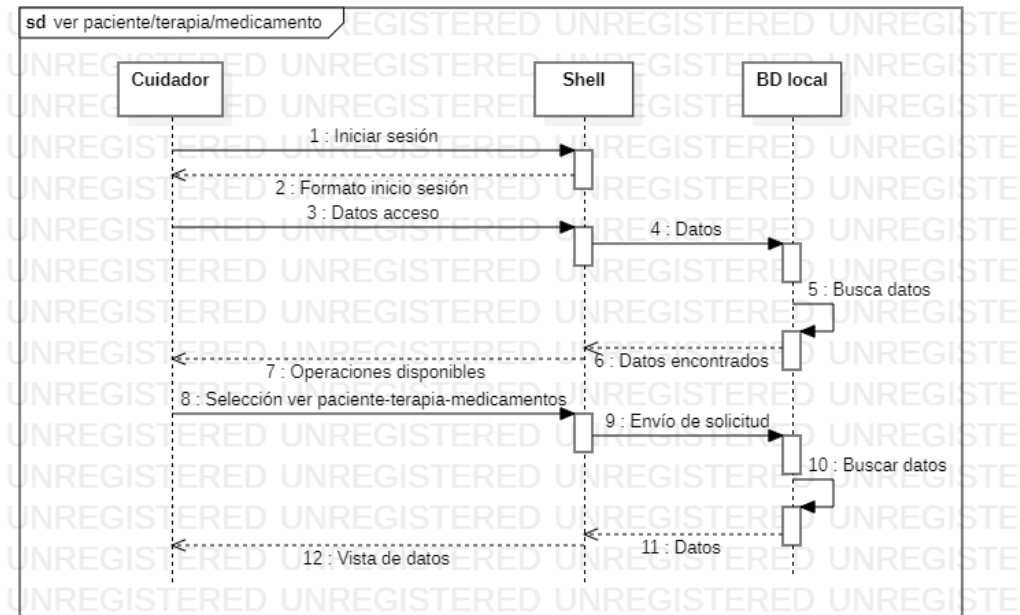 sd ver paciente/terapia/medicamento
Cuidador
Shell
BD local
1 : Iniciar sesión
2 : Formato inicio sesión
3 : Datos acceso
4 : Datos
5 : Busca datos
6 : Datos encontrados
7 : Operaciones disponibles
8 : Selección ver paciente-terapia-medicamentos
9 : Envío de solicitud
10 : Buscar datos
11 : Datos
12 : Vista de datos
UNREGISTERED UNREGISTERED UNREGISTERED UNREGISTE